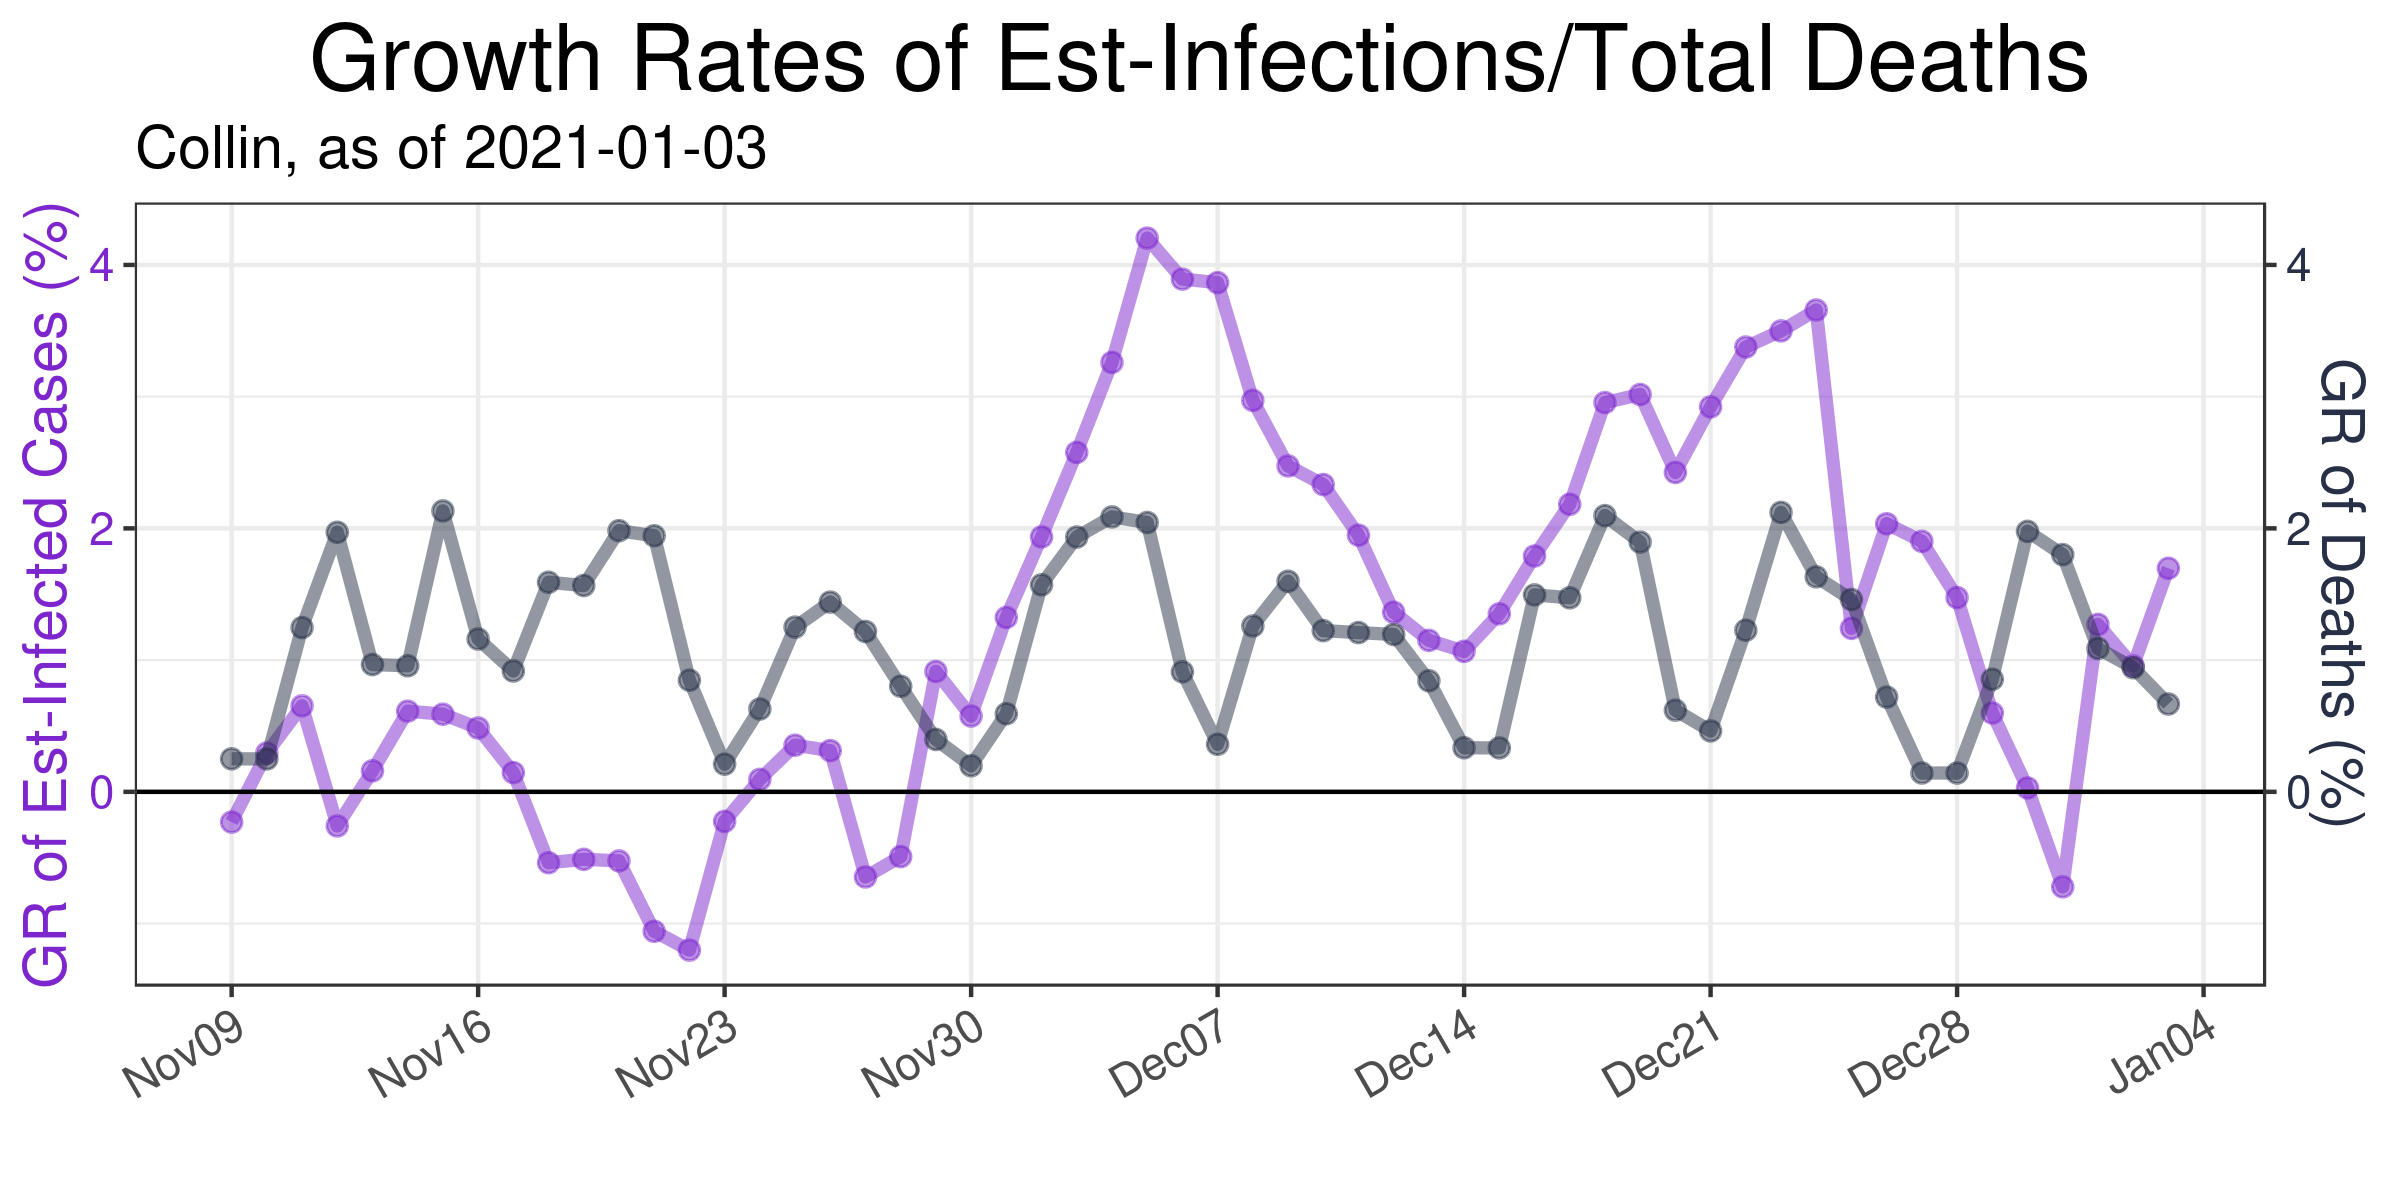 Growth Rates of Est-Infections/Total Deaths
Collin, as of 2021-01-03
GR of Est-Infected Cases (%)
4
2
0
4
2
0
GR of Deaths (%)
Nov09
Nov16
Nov23
Nov30
Dec07
Dec14
Dec21
Dec28
Jan04